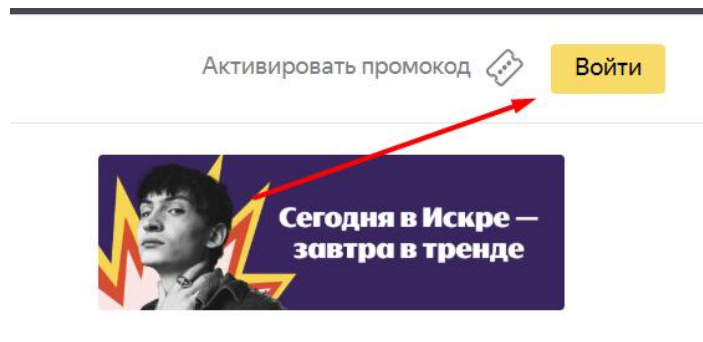 Активировать промокод
Войти
Сегодня в Искре —
завтра в тренде